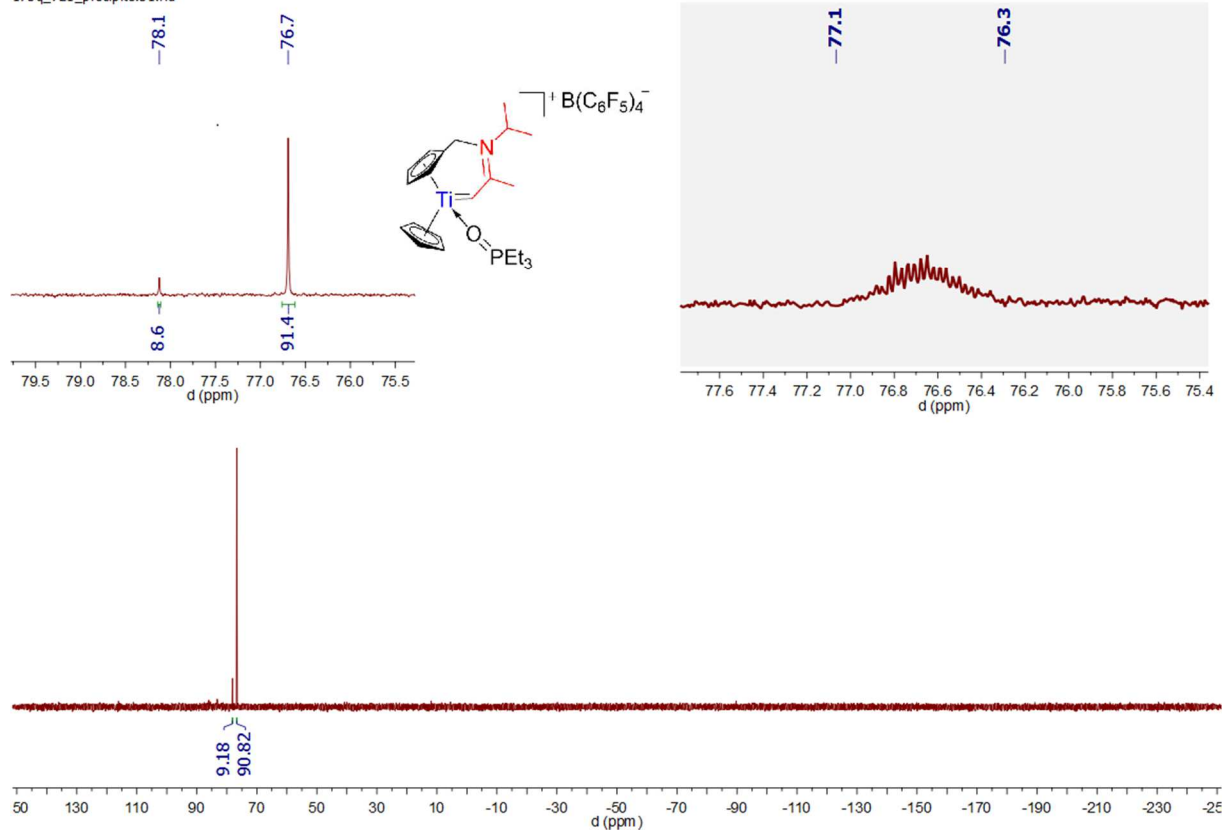 78.1
76.7
8.6
91.4
79.5 79.0 78.5 78.0 77.5 77.0 76.5 76.0 75.5
d (ppm)
+ B(C6F5)4−
N
Ti
O
PEt3
77.1
76.3
77.6 77.4 77.2 77.0 76.8 76.6 76.4 76.2 76.0 75.8 75.6 75.4
d (ppm)
9.18
90.82
50 130 110 90 70 50 30 10 -10 -30 -50 -70 -90 -110 -130 -150 -170 -190 -210 -230 -25
d (ppm)